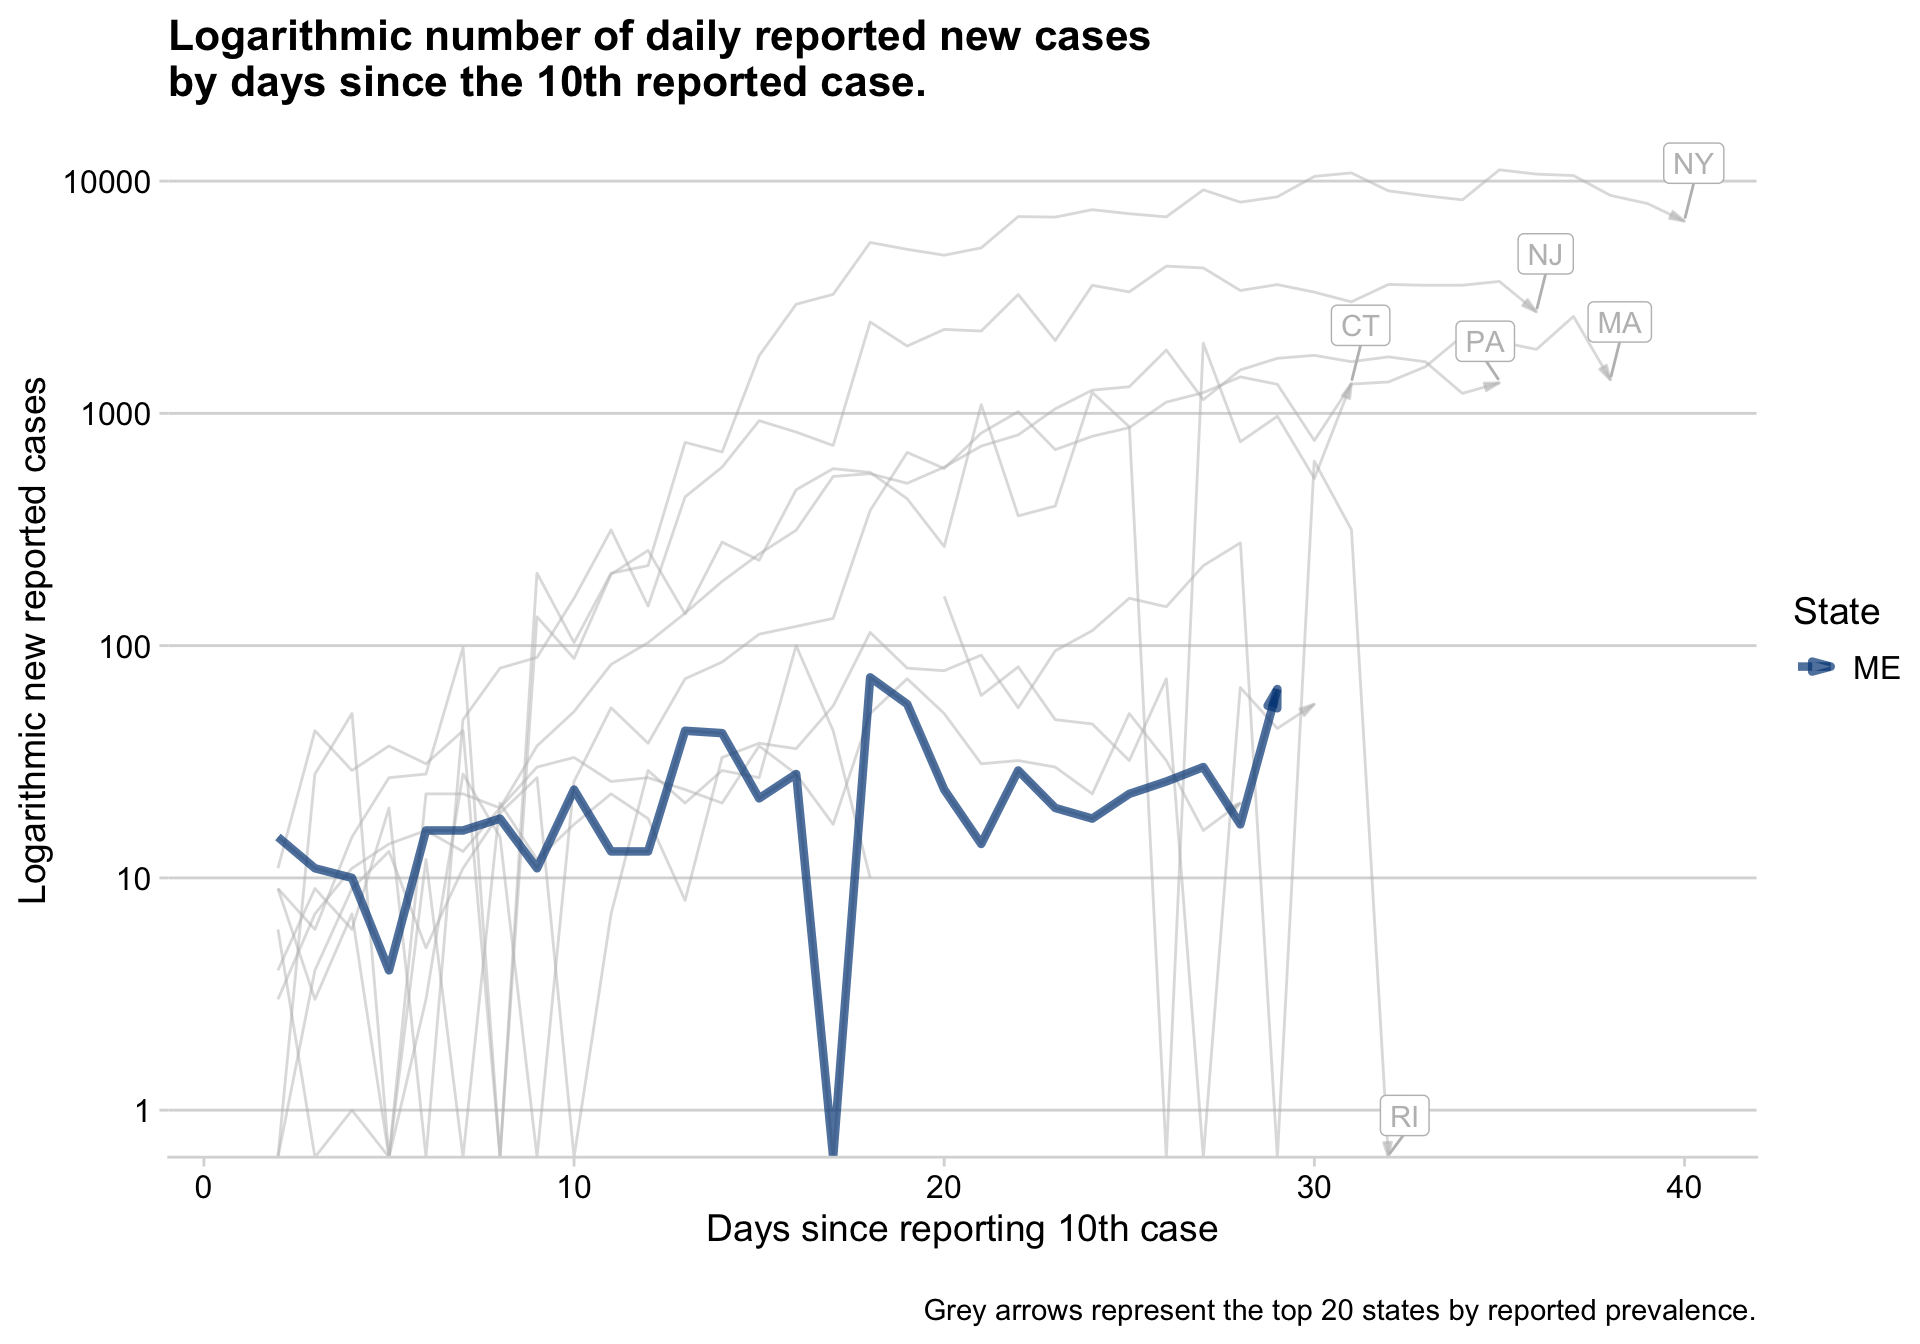 Logarithmic number of daily reported new cases
by days since the 10th reported case.
Logarithmic new reported cases
10000
1000
100
10
1
NY
NJ
MA
CT
PA
RI
State
ME
0
10
20
30
40
Days since reporting 10th case
Grey arrows represent the top 20 states by reported prevalence.